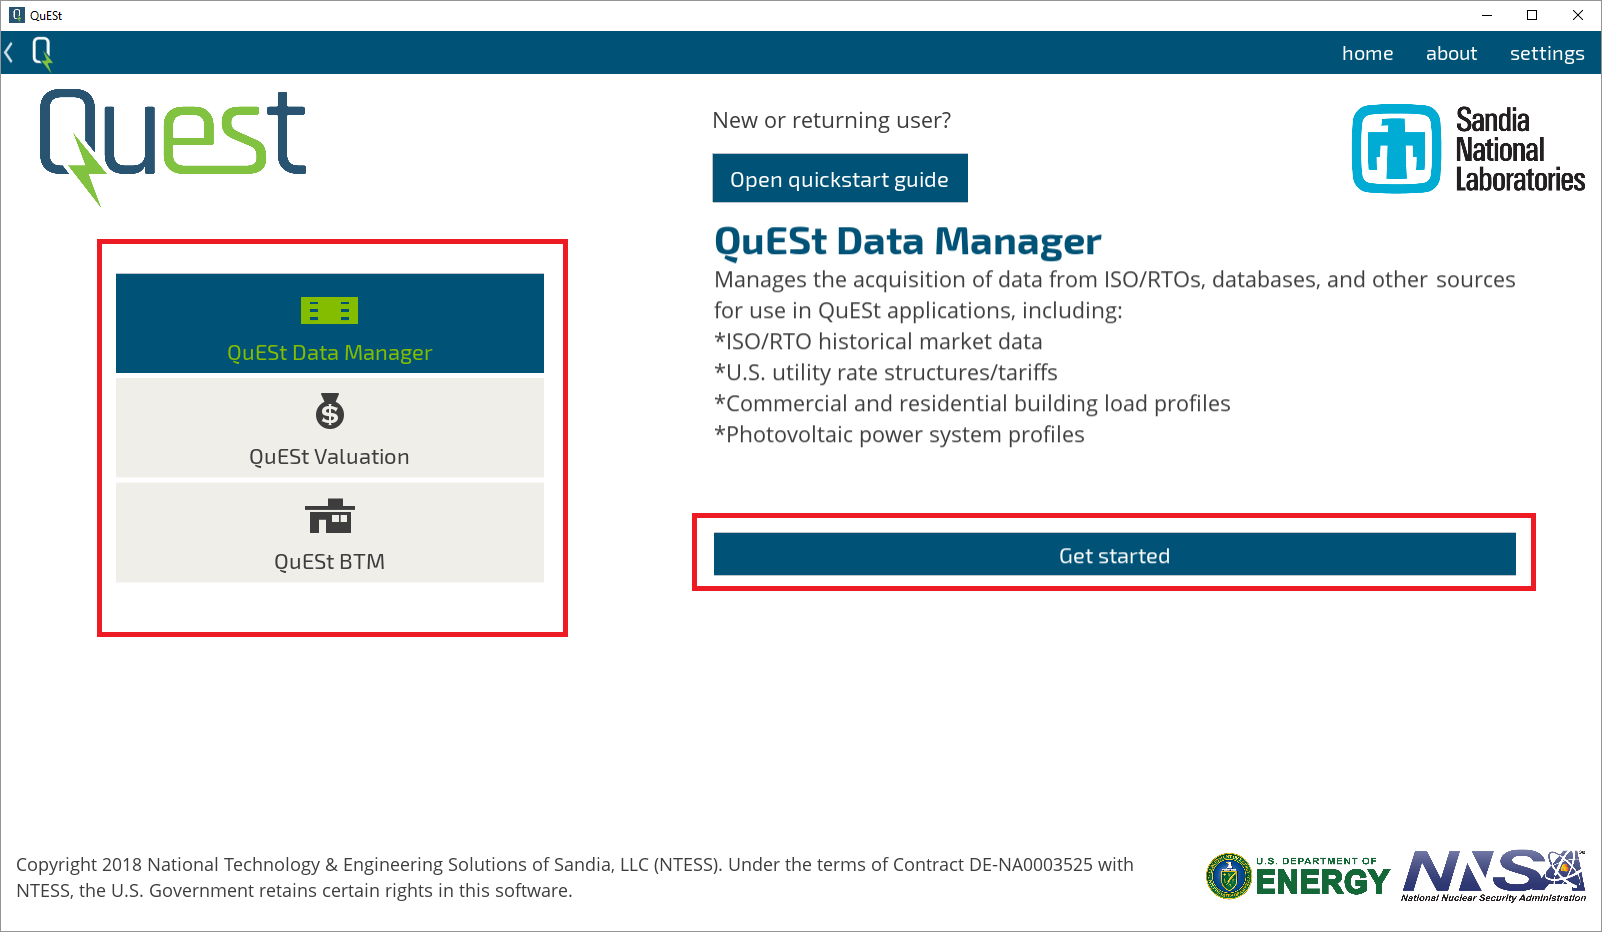 QuESt
home about settings
Quest
New or returning user?
Open quickstart guide
Sandia
National
Laboratories
QuESt Data Manager
QuESt Valuation
QuESt BTM
QuESt Data Manager
Manages the acquisition of data from ISO/RTOs, databases, and other sources
for use in QuESt applications, including:
*ISO/RTO historical market data
*U.S. utility rate structures/tariffs
*Commercial and residential building load profiles
*Photovoltaic power system profiles
Get started
Copyright 2018 National Technology & Engineering Solutions of Sandia, LLC (NTESS). Under the terms of Contract DE-NA0003525 with
NTESS, the U.S. Government retains certain rights in this software.
U.S. DEPARTMENT OF
ENERGY
NNSA
National Nuclear Security Administration